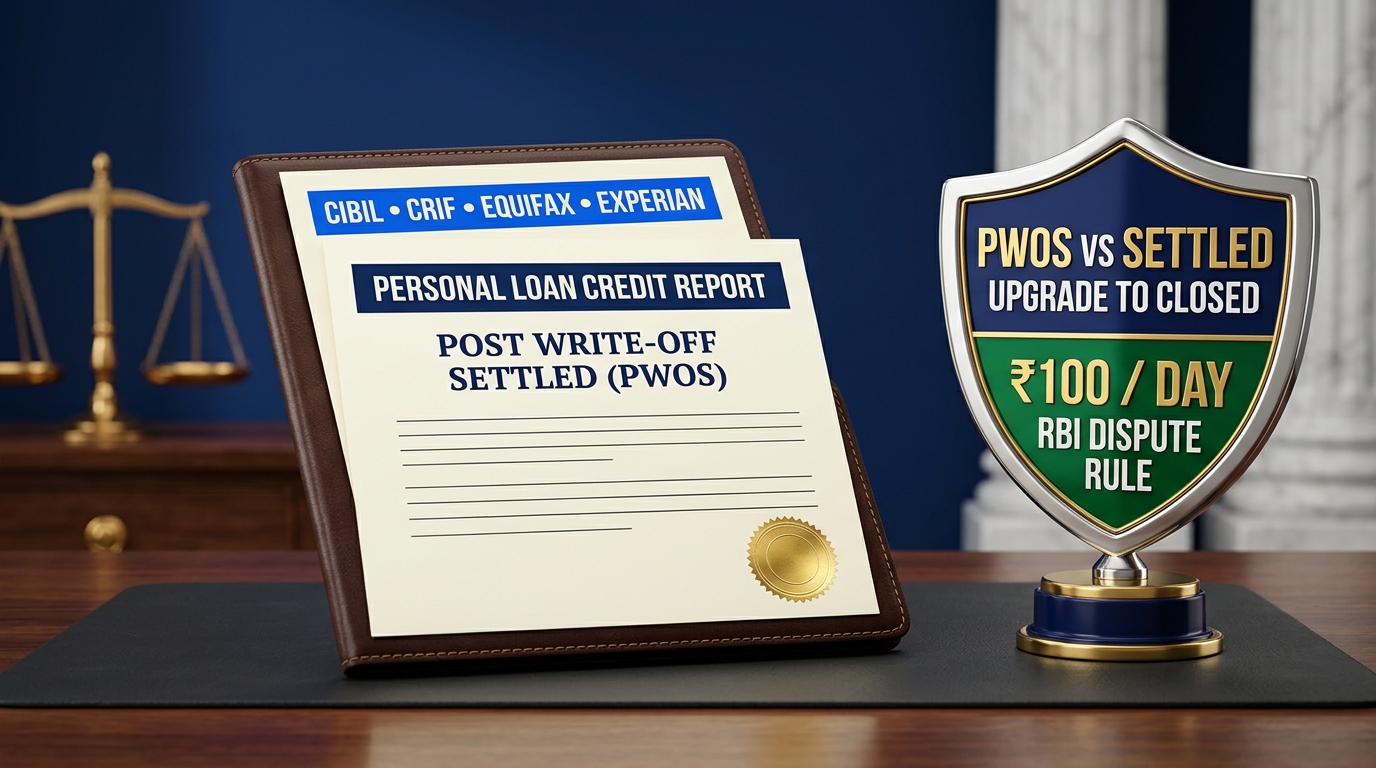 CIBIL • CRIF • EQUIFAX • EXPERIAN
PERSONAL LOAN CREDIT REPORT
POST WRITE-OFF
SETTLED (PWOS)
PWOS VS SETTLED
UPGRADE TO CLOSED
₹100 / DAY
RBI DISPUTE
RULE